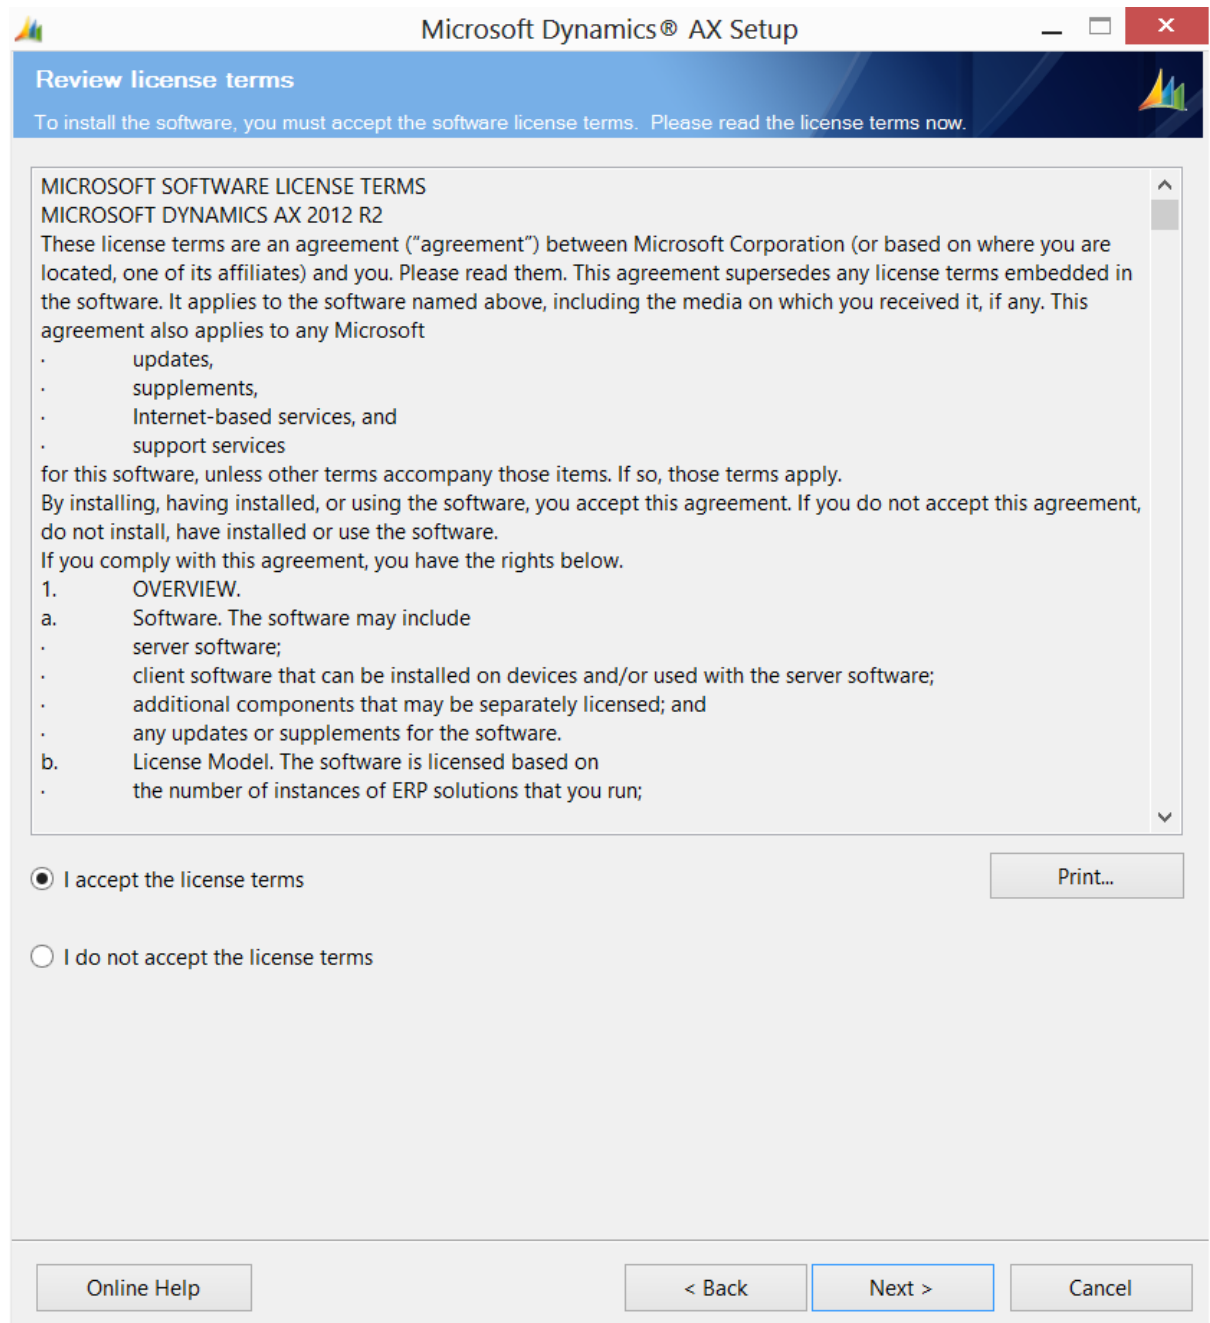 Microsoft Dynamics® AX Setup
Review license terms
To install the software, you must accept the software license terms.  Please read the license terms now.
MICROSOFT SOFTWARE LICENSE TERMS
MICROSOFT DYNAMICS AX 2012 R2
These license terms are an agreement (“agreement”) between Microsoft Corporation (or based on where you are
located, one of its affiliates) and you. Please read them. This agreement supersedes any license terms embedded in
the software. It applies to the software named above, including the media on which you received it, if any. This
agreement also applies to any Microsoft
· updates,
· supplements,
· Internet-based services, and
· support services
for this software, unless other terms accompany those items. If so, those terms apply.
By installing, having installed, or using the software, you accept this agreement. If you do not accept this agreement,
do not install, have installed or use the software.
If you comply with this agreement, you have the rights below.
1. OVERVIEW.
a. Software. The software may include
· server software;
· client software that can be installed on devices and/or used with the server software;
· additional components that may be separately licensed; and
· any updates or supplements for the software.
b. License Model. The software is licensed based on
· the number of instances of ERP solutions that you run;
I accept the license terms
Print...
I do not accept the license terms
Online Help
< Back
Next >
Cancel